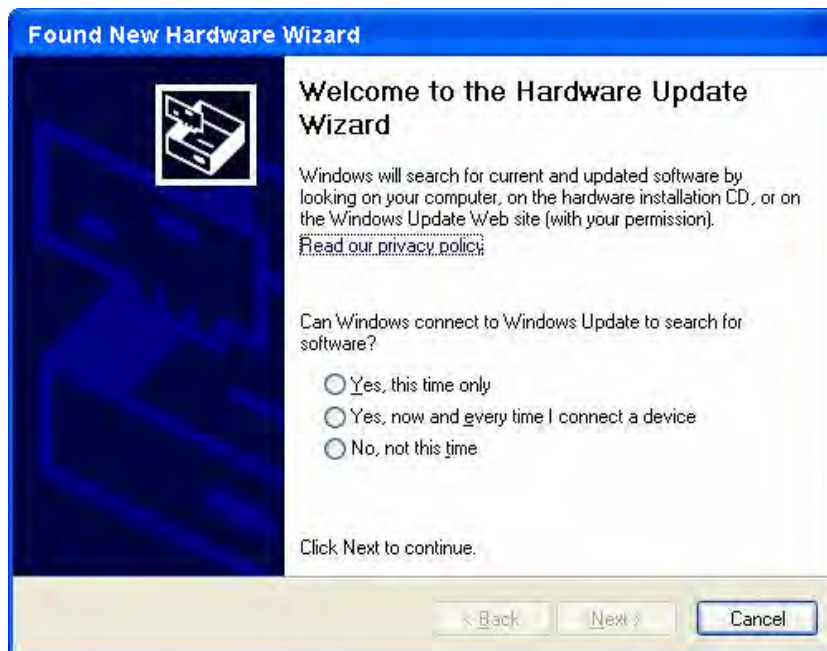 Found New Hardware Wizard
Welcome to the Hardware Update
Wizard
Windows will search for current and updated software by
looking on your computer, on the hardware installation CD, or on
the Windows Update Web site (with your permission).
Read our privacy policy
Can Windows connect to Windows Update to search for
software?
Yes, this time only
Yes, now and every time I connect a device
No, not this time
Click Next to continue.
< Back Next > Cancel